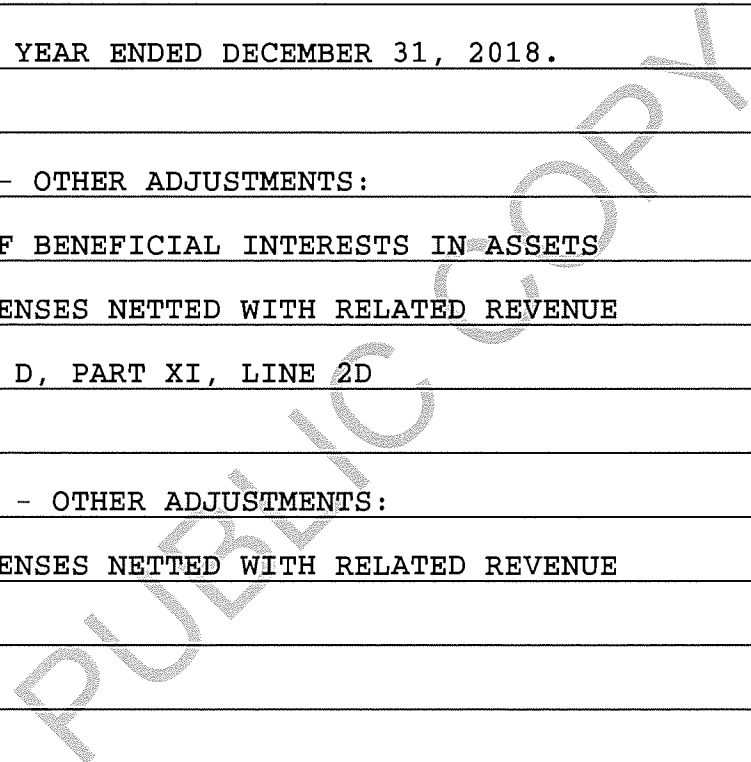 YEAR ENDED DECEMBER 31, 2018.
- OTHER ADJUSTMENTS:
F BENEFICIAL INTERESTS IN ASSETS
ENSES NETTED WITH RELATED REVENUE
D, PART XI, LINE 2D
- OTHER ADJUSTMENTS:
ENSES NETTED WITH RELATED REVENUE
PUBLIC COPY